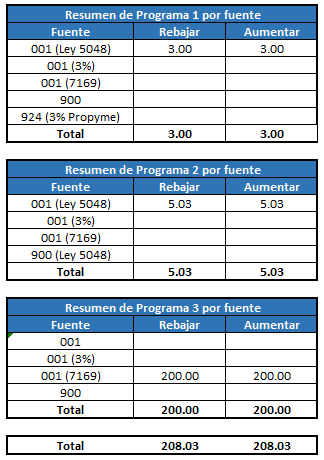 Resumen de Programa 1 por fuente
Fuente Rebajar Aumentar
001 (Ley 5048) 3.00 3.00
001 (3%)
001 (7169)
900
924 (3% Propyme)
Total 3.00 3.00
Resumen de Programa 2 por fuente
Fuente Rebajar Aumentar
001 (Ley 5048) 5.03 5.03
001 (3%)
001 (7169)
900 (Ley 5048)
Total 5.03 5.03
Resumen de Programa 3 por fuente
Fuente Rebajar Aumentar
001
001 (3%)
001 (7169) 200.00 200.00
900
Total 200.00 200.00
Total 208.03 208.03